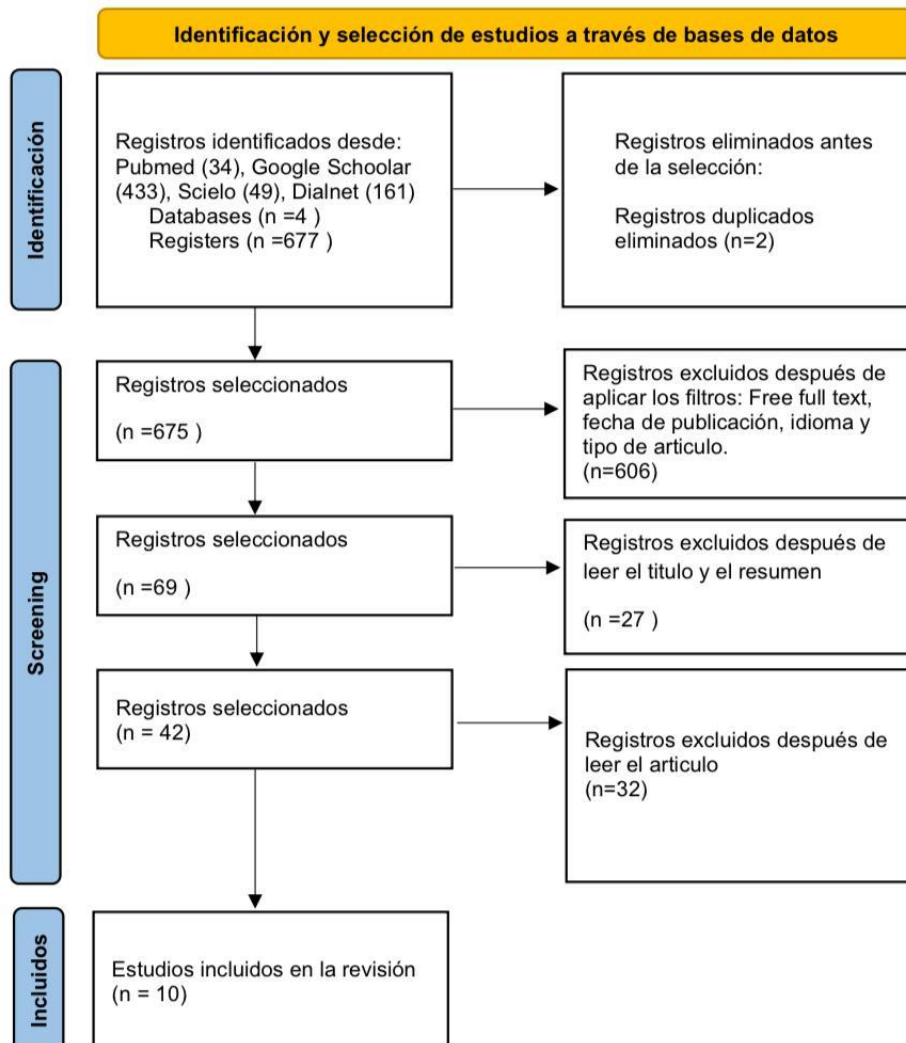 Identificación y selección de estudios a través de bases de datos
Identificación
Registros identificados desde:
Pubmed (34), Google Schoolar
(433), Scielo (49), Dialnet (161)
Databases (n =4 )
Registers (n =677 )
Registros eliminados antes
de la selección:
Registros duplicados
eliminados (n=2)
Screening
Registros seleccionados
(n =675 )
Registros excluidos después de
aplicar los filtros: Free full text,
fecha de publicación, idioma y
tipo de articulo.
(n=606)
Registros seleccionados
(n =69 )
Registros excluidos después de
leer el titulo y el resumen
(n =27 )
Registros seleccionados
(n = 42)
Registros excluidos después de
leer el articulo
(n=32)
Incluidos
Estudios incluidos en la revisión
(n = 10)